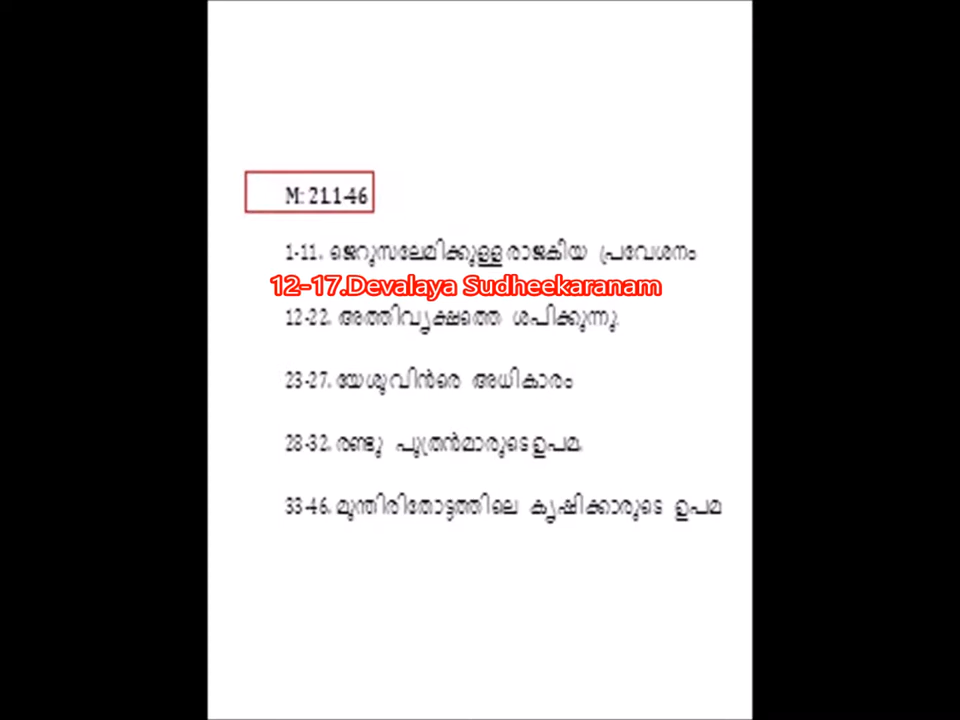 M: 21.1-46
1-11. ജെറുസലേമിക്കുള്ള രാജകീയ പ്രവേശനം
12-17.Devalaya Sudheekaranam
12-22. അത്തിവൃക്ഷത്തെ ശപിക്കുന്നു.
23-27. യേശുവിൻരെ അധികാരം
28-32. രണ്ടു പുത്രൻമാരുടെ ഉപമ.
33-46. മുന്തിരിതോട്ടത്തിലെ കൃഷിക്കാരുടെ ഉപമ